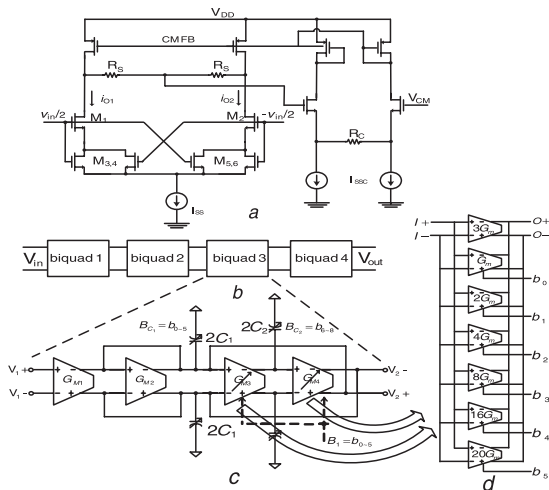 V_DD
CMFB
R_S R_S
i_O1 i_O2
v_in/2 M_1 M_2 -v_in/2
V_CM
M_3,4 M_5,6
R_C
I_SS
I_SSC
a
V_in biquad 1 biquad 2 biquad 3 biquad 4 V_out
b
B_C1 = b_0-5 B_C2 = b_6-8
2C_1 2C_2
V_1+ V_2-
G_M1 G_M2 G_M3 G_M4
V_1- V_2+
2C_1
B_1 = b_0~5
c
I+ O+
I- O-
3G_m
G_m
b_0
2G_m
b_1
4G_m
b_2
8G_m
b_3
16G_m
b_4
20G_m
b_5
d